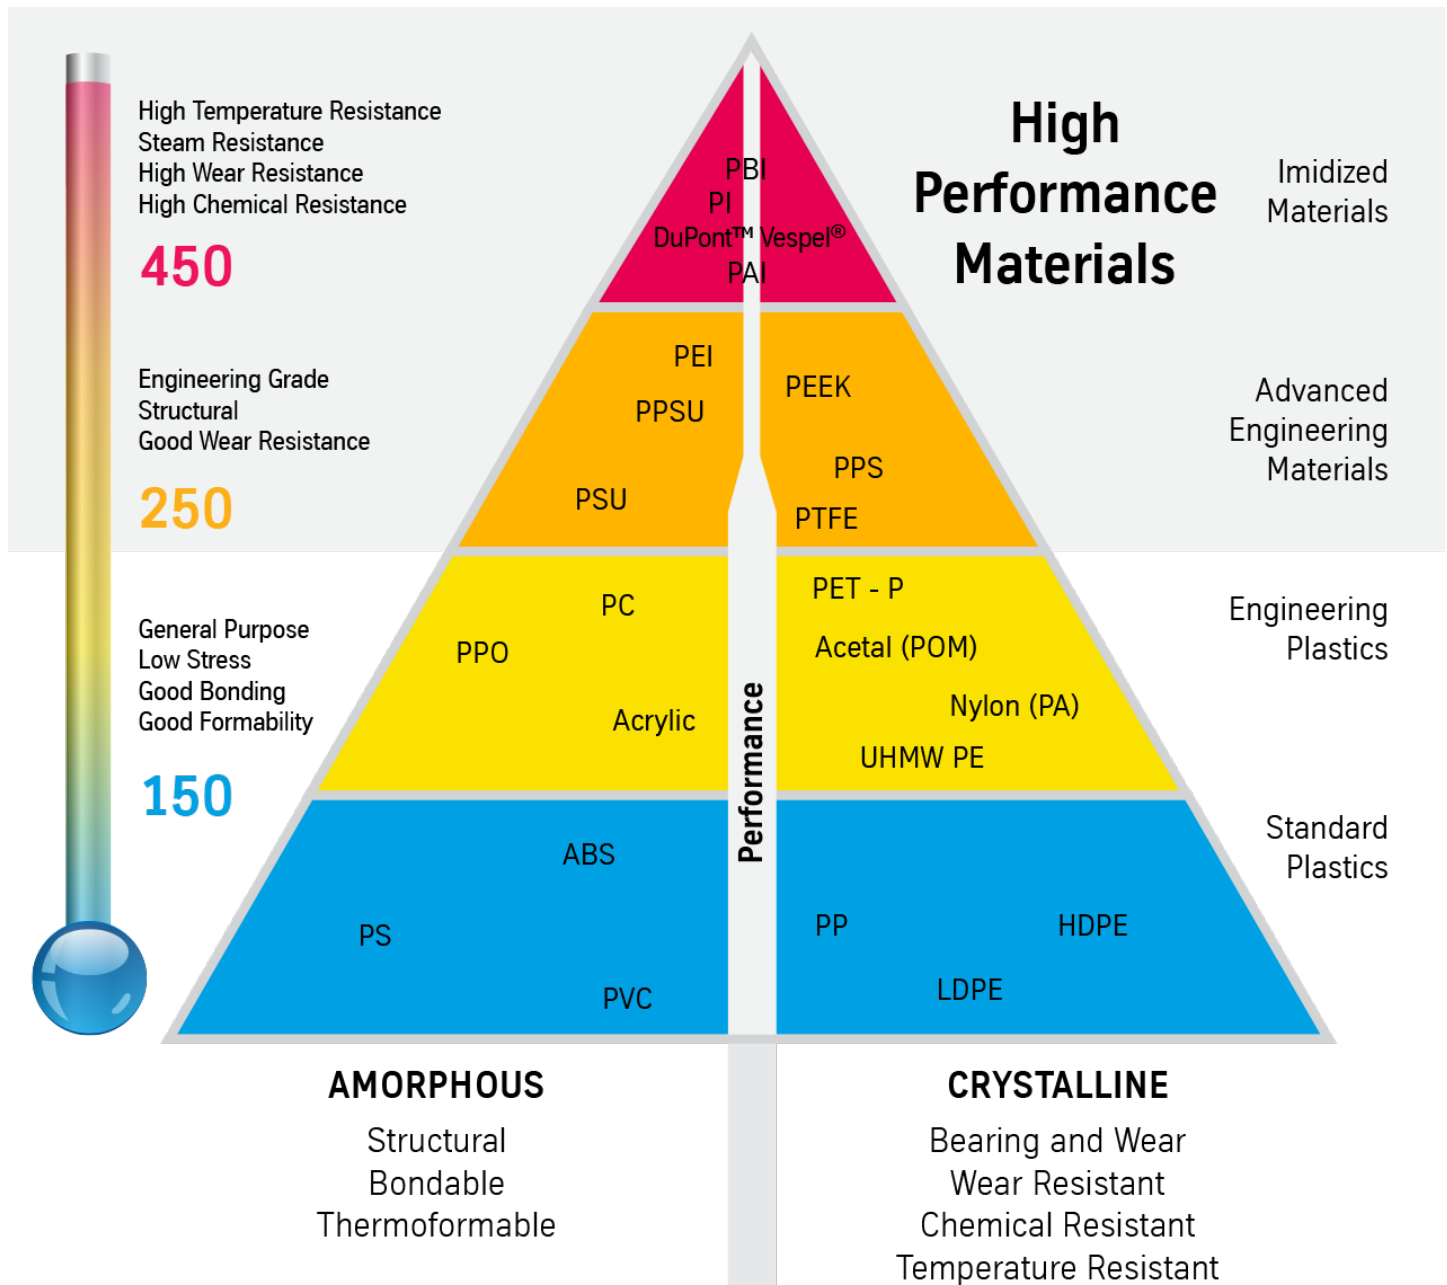 High Temperature Resistance
Steam Resistance
High Wear Resistance
High Chemical Resistance
450
Engineering Grade
Structural
Good Wear Resistance
250
General Purpose
Low Stress
Good Bonding
Good Formability
150
PBI
PI
DuPont™ Vespel®
PAI
PEI
PPSU
PSU
PEEK
PPS
PTFE
PC
PPO
Acrylic
PET - P
Acetal (POM)
Nylon (PA)
UHMW PE
ABS
PS
PVC
PP
HDPE
LDPE
Performance
High
Performance
Materials
Imidized
Materials
Advanced
Engineering
Materials
Engineering
Plastics
Standard
Plastics
AMORPHOUS
Structural
Bondable
Thermoformable
CRYSTALLINE
Bearing and Wear
Wear Resistant
Chemical Resistant
Temperature Resistant